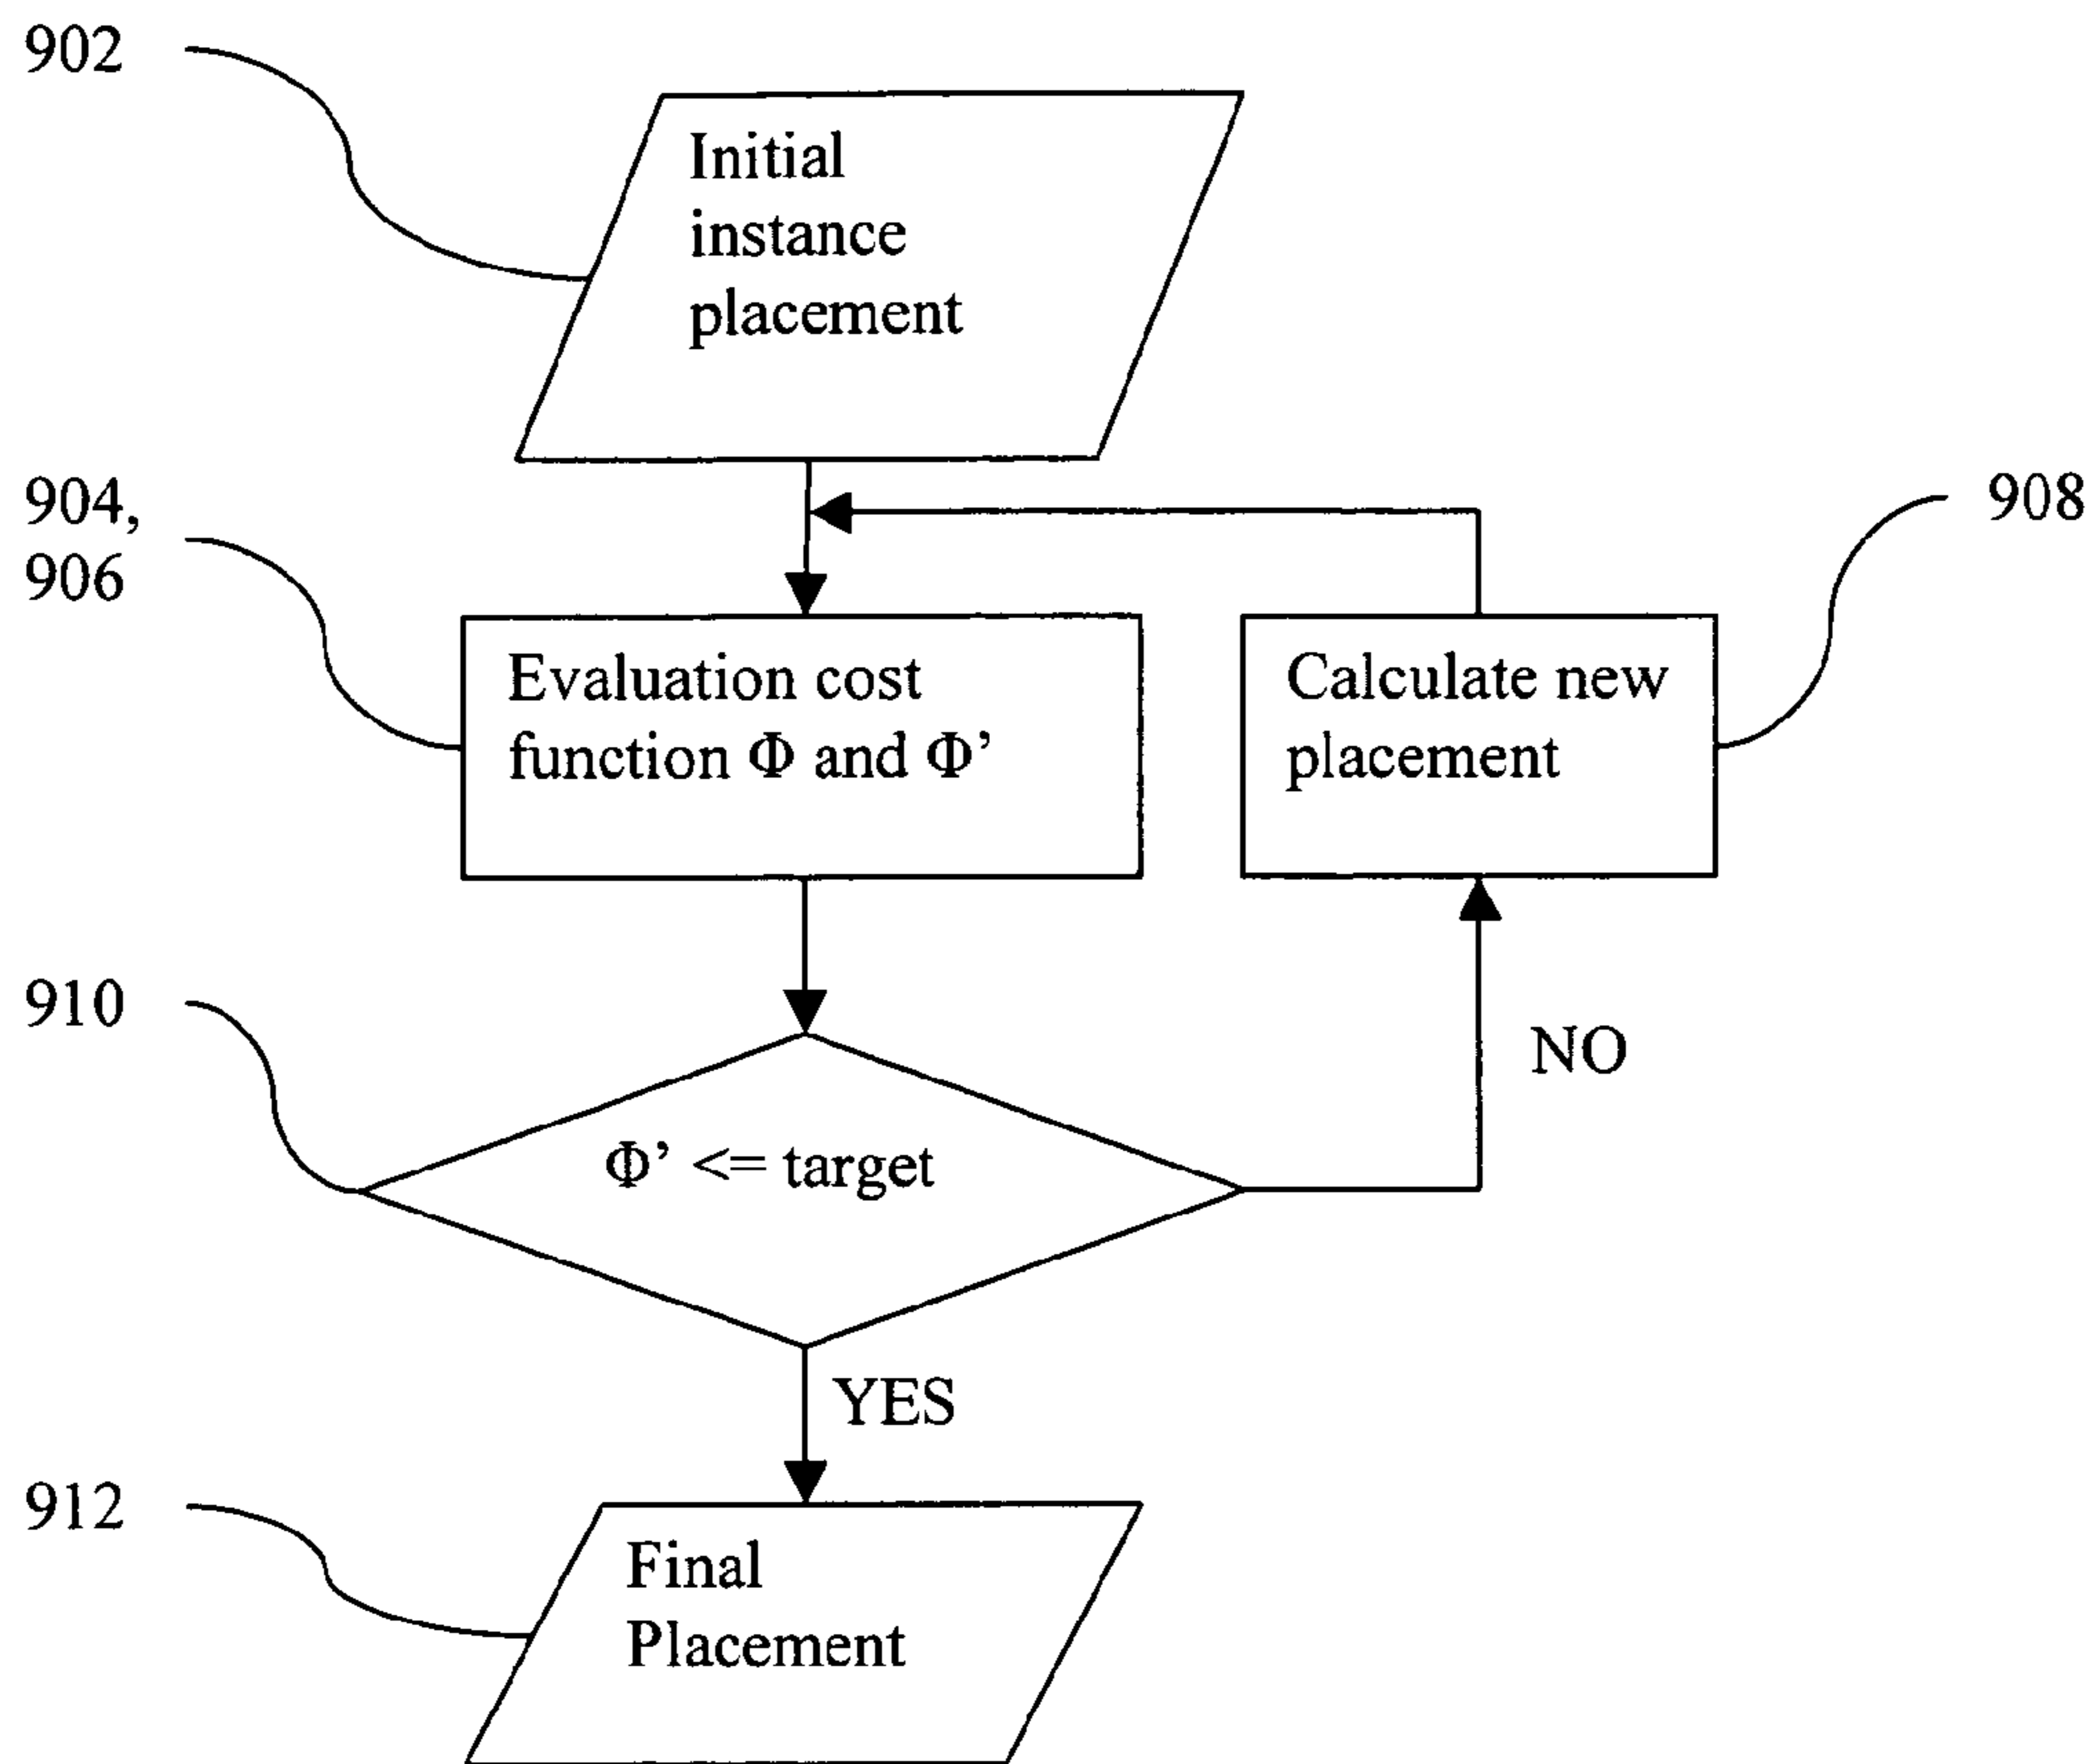 902
Initial
instance
placement
904,
906
908
Evaluation cost
function Φ and Φ’
Calculate new
placement
910
NO
Φ’ <= target
YES
912
Final
Placement